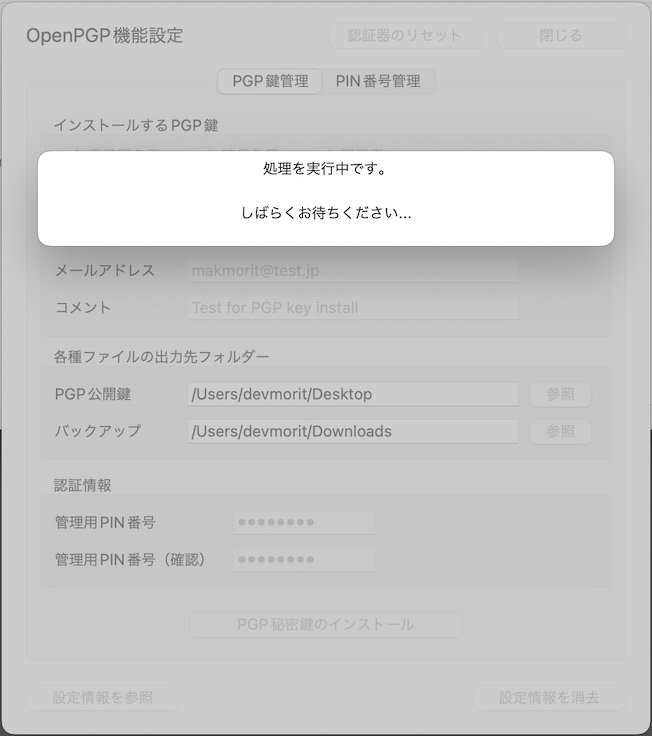 OpenPGP機能設定
認証器のリセット
閉じる
PGP鍵管理
PIN番号管理
インストールするPGP鍵
処理を実行中です。
しばらくお待ちください...
メールアドレス
makmorit@test.jp
コメント
Test for PGP key install
各種ファイルの出力先フォルダー
PGP公開鍵
/Users/devmorit/Desktop
参照
バックアップ
/Users/devmorit/Downloads
参照
認証情報
管理用PIN番号
●●●●●●●●
管理用PIN番号（確認）
●●●●●●●●
PGP秘密鍵のインストール
設定情報を参照
設定情報を消去